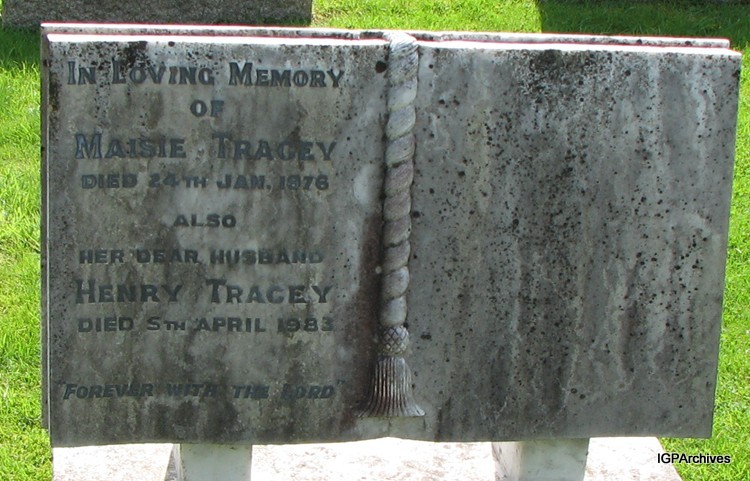 In Loving Memory
OF
Maisie Tracey
DIED 24TH JAN. 1976
ALSO
HER DEAR HUSBAND
Henry Tracey
DIED 5TH APRIL 1983
"FOREVER WITH THE LORD"
IGPArchives